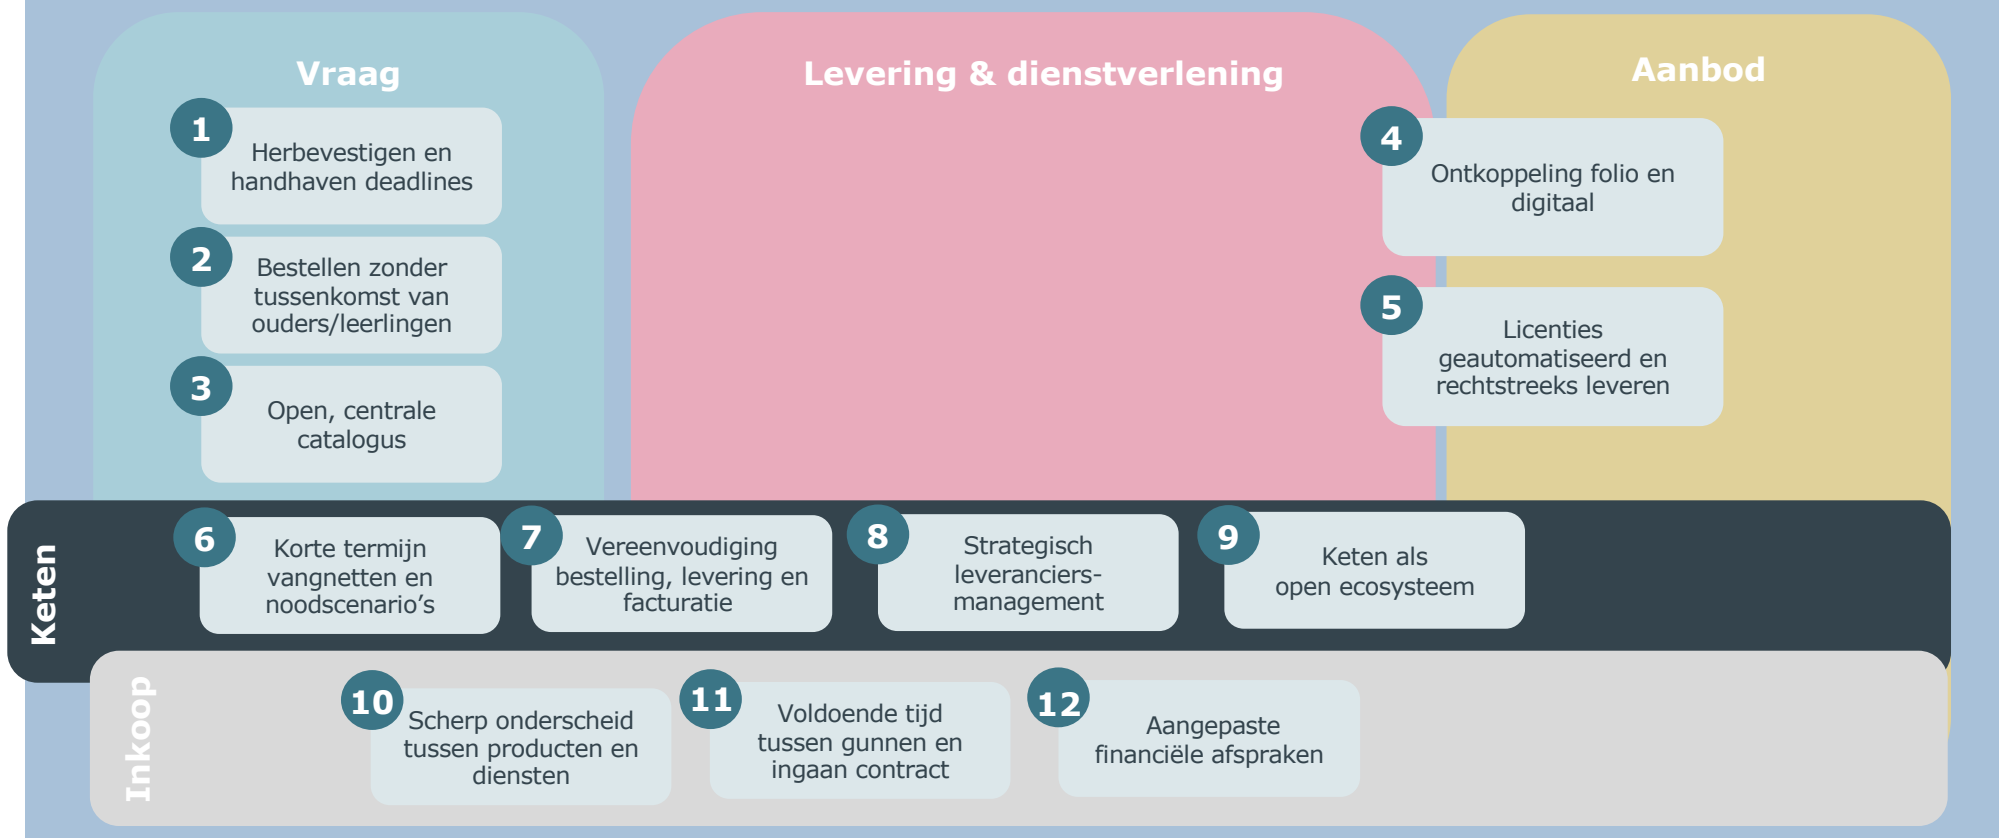 Vraag
Levering & dienstverlening
Aanbod
1
Herbevestigen en
handhaven deadlines
2
Bestellen zonder
tussenkomst van
ouders/leerlingen
3
Open, centrale
catalogus
4
Ontkoppeling folio en
digitaal
5
Licenties
geautomatiseerd en
rechtstreeks leveren
Keten
6
Korte termijn
vangnetten en
noodscenario’s
7
Vereenvoudiging
bestelling, levering en
facturatie
8
Strategisch
leveranciers-
management
9
Keten als
open ecosysteem
Inkoop
10
Scherp onderscheid
tussen producten en
diensten
11
Voldoende tijd
tussen gunnen en
ingaan contract
12
Aangepaste
financiële afspraken